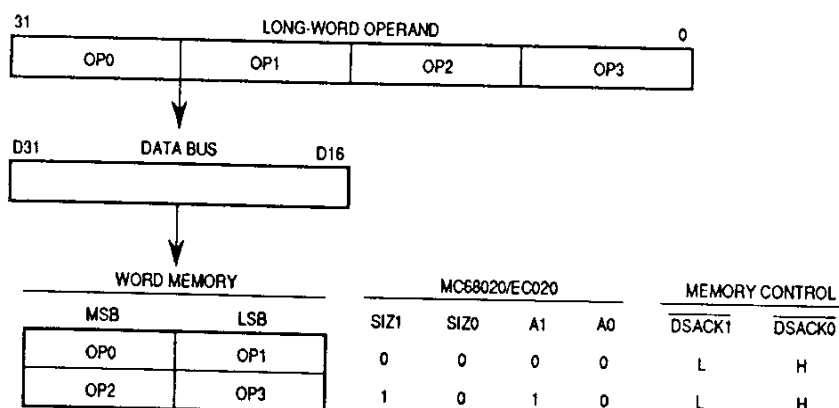 31 LONG-WORD OPERAND 0
OP0 OP1 OP2 OP3
D31 DATA BUS D16
WORD MEMORY MC68020/EC020 MEMORY CONTROL
MSB LSB SIZ1 SIZ0 A1 A0 DSACK1 DSACK0
OP0 OP1 0 0 0 0 L H
OP2 OP3 1 0 1 0 L H